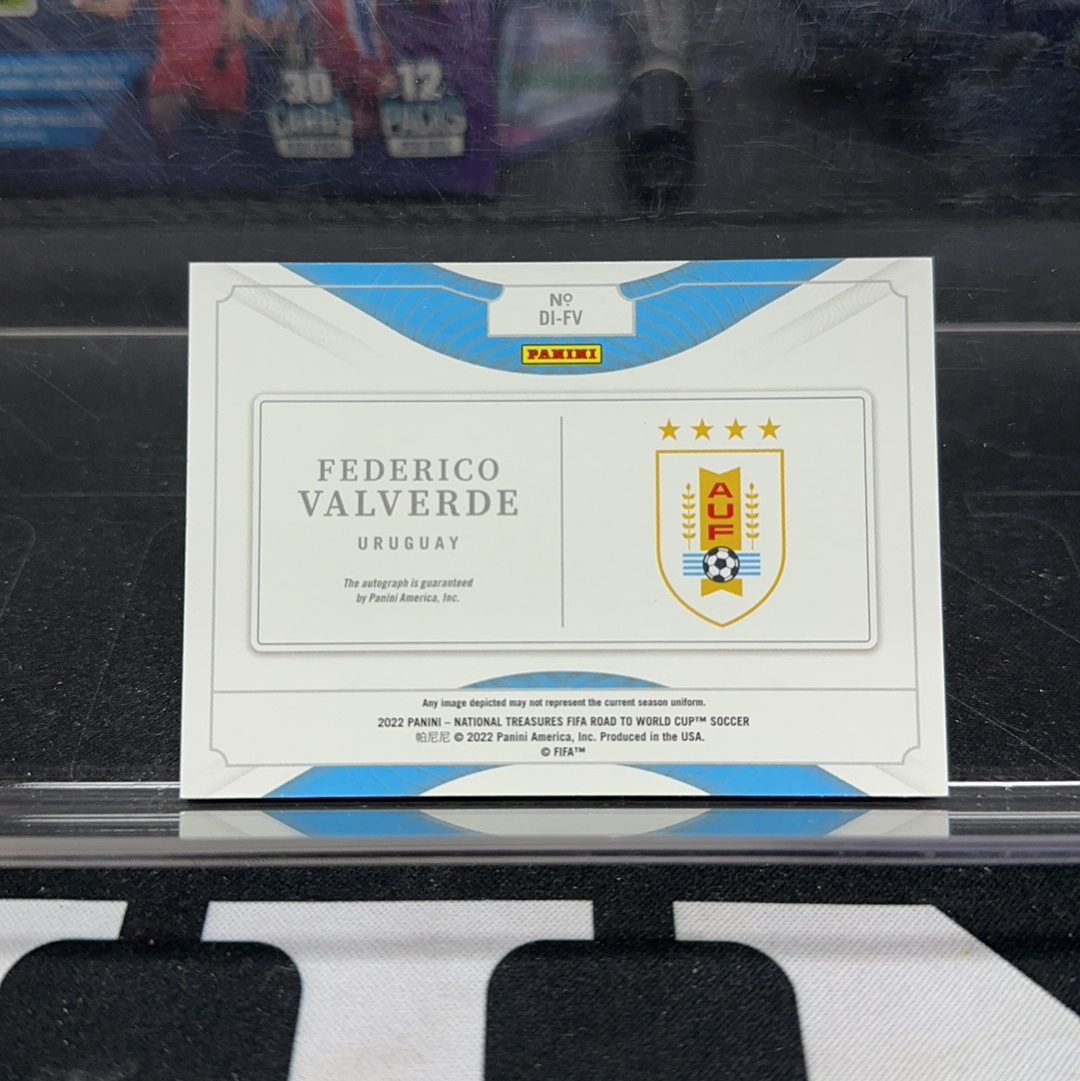 30
CARDS
12
PACKS
Nº
DI-FV
PANINI
FEDERICO
VALVERDE
URUGUAY
The autograph is guaranteed
by Panini America, Inc.
A
U
F
Any image depicted may not represent the current season uniform.
2022 PANINI – NATIONAL TREASURES FIFA ROAD TO WORLD CUP™ SOCCER
帕尼尼 © 2022 Panini America, Inc. Produced in the USA.
© FIFA™